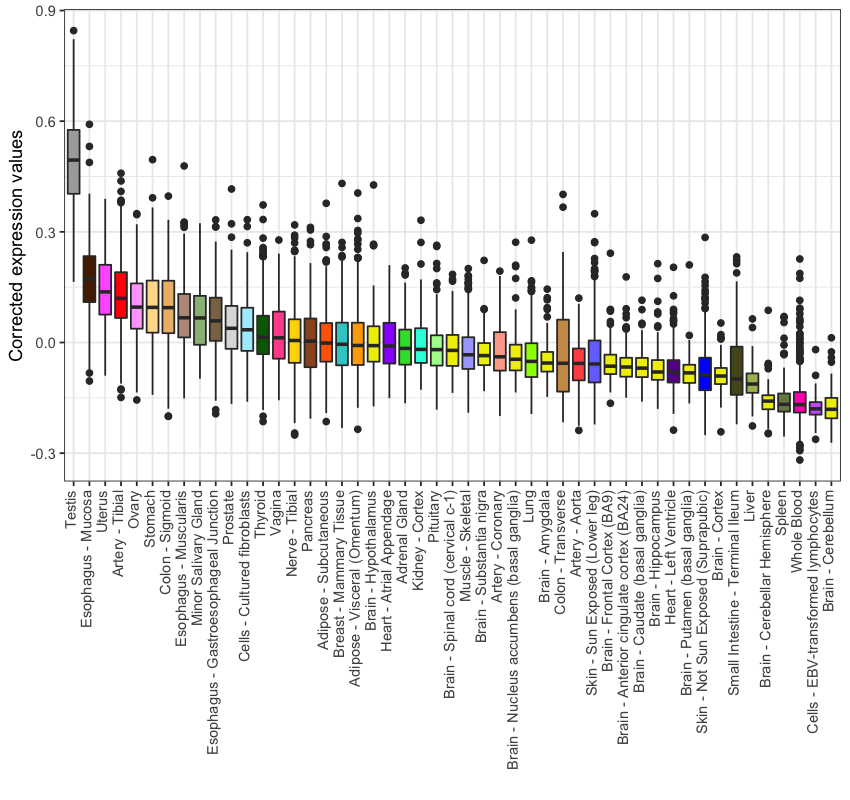 Corrected expression values
0.9
0.6
0.3
0.0
-0.3
Testis
Esophagus - Mucosa
Uterus
Artery - Tibial
Ovary
Stomach
Colon - Sigmoid
Esophagus - Muscularis
Minor Salivary Gland
Esophagus - Gastroesophageal Junction
Prostate
Cells - Cultured fibroblasts
Thyroid
Vagina
Nerve - Tibial
Pancreas
Adipose - Subcutaneous
Breast - Mammary Tissue
Adipose - Visceral (Omentum)
Brain - Hypothalamus
Heart - Atrial Appendage
Adrenal Gland
Kidney - Cortex
Pituitary
Brain - Spinal cord (cervical c-1)
Muscle - Skeletal
Brain - Substantia nigra
Artery - Coronary
Brain - Nucleus accumbens (basal ganglia)
Lung
Brain - Amygdala
Colon - Transverse
Artery - Aorta
Skin - Sun Exposed (Lower leg)
Brain - Frontal Cortex (BA9)
Brain - Anterior cingulate cortex (BA24)
Brain - Caudate (basal ganglia)
Brain - Hippocampus
Heart - Left Ventricle
Brain - Putamen (basal ganglia)
Skin - Not Sun Exposed (Suprapubic)
Brain - Cortex
Small Intestine - Terminal Ileum
Liver
Brain - Cerebellar Hemisphere
Spleen
Whole Blood
Cells - EBV-transformed lymphocytes
Brain - Cerebellum